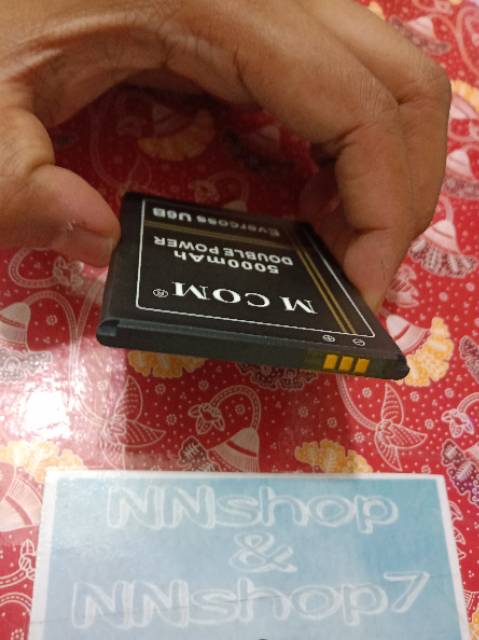 M COM®
5000mAh
DOUBLE POWER
Evercoss U6B
NNshop
&
NNshop7